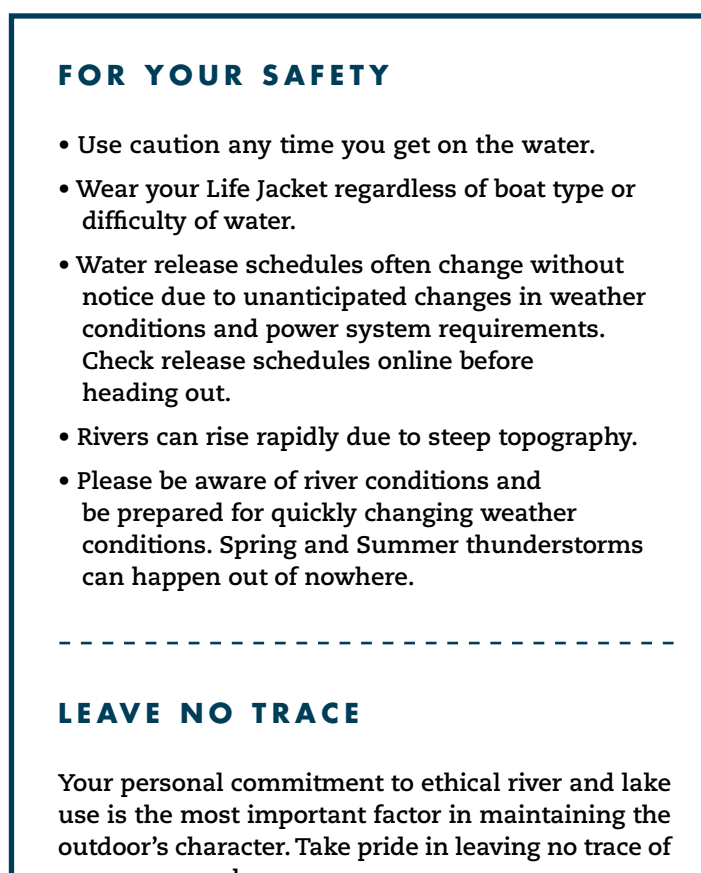 FOR YOUR SAFETY
• Use caution any time you get on the water.
• Wear your Life Jacket regardless of boat type or
difficulty of water.
• Water release schedules often change without
notice due to unanticipated changes in weather
conditions and power system requirements.
Check release schedules online before
heading out.
• Rivers can rise rapidly due to steep topography.
• Please be aware of river conditions and
be prepared for quickly changing weather
conditions. Spring and Summer thunderstorms
can happen out of nowhere.
LEAVE NO TRACE
Your personal commitment to ethical river and lake
use is the most important factor in maintaining the
outdoor’s character. Take pride in leaving no trace of